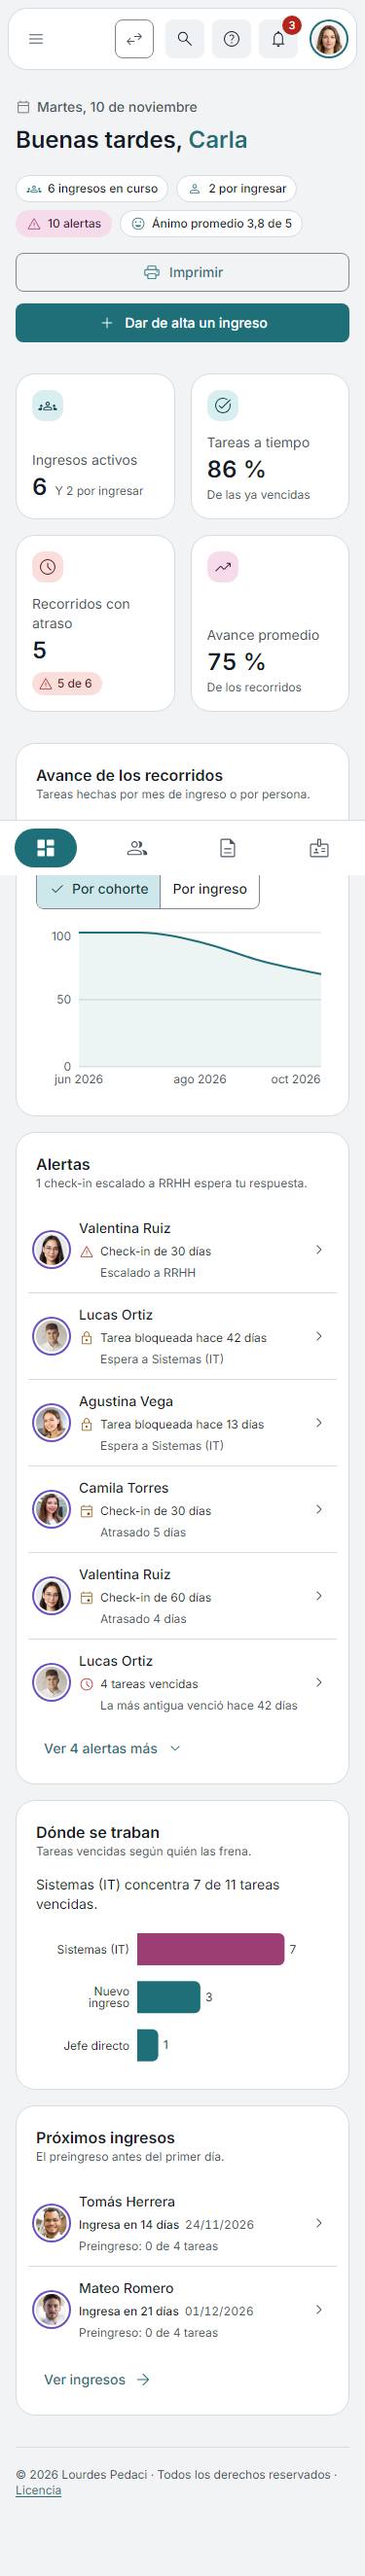 3
Martes, 10 de noviembre
Buenas tardes, Carla
6 ingresos en curso
2 por ingresar
10 alertas
Ánimo promedio 3,8 de 5
Imprimir
Dar de alta un ingreso
Ingresos activos
6 Y 2 por ingresar
Tareas a tiempo
86 %
De las ya vencidas
Recorridos con
atraso
5
5 de 6
Avance promedio
75 %
De los recorridos
Avance de los recorridos
Tareas hechas por mes de ingreso o por persona.
Por cohorte
Por ingreso
100
50
0
jun 2026
ago 2026
oct 2026
Alertas
1 check-in escalado a RRHH espera tu respuesta.
Valentina Ruiz
Check-in de 30 días
Escalado a RRHH
Lucas Ortiz
Tarea bloqueada hace 42 días
Espera a Sistemas (IT)
Agustina Vega
Tarea bloqueada hace 13 días
Espera a Sistemas (IT)
Camila Torres
Check-in de 30 días
Atrasado 5 días
Valentina Ruiz
Check-in de 60 días
Atrasado 4 días
Lucas Ortiz
4 tareas vencidas
La más antigua venció hace 42 días
Ver 4 alertas más
Dónde se traban
Tareas vencidas según quién las frena.
Sistemas (IT) concentra 7 de 11 tareas
vencidas.
Sistemas (IT)
7
Nuevo
ingreso
3
Jefe directo
1
Próximos ingresos
El preingreso antes del primer día.
Tomás Herrera
Ingresa en 14 días 24/11/2026
Preingreso: 0 de 4 tareas
Mateo Romero
Ingresa en 21 días 01/12/2026
Preingreso: 0 de 4 tareas
Ver ingresos
© 2026 Lourdes Pedaci · Todos los derechos reservados ·
Licencia